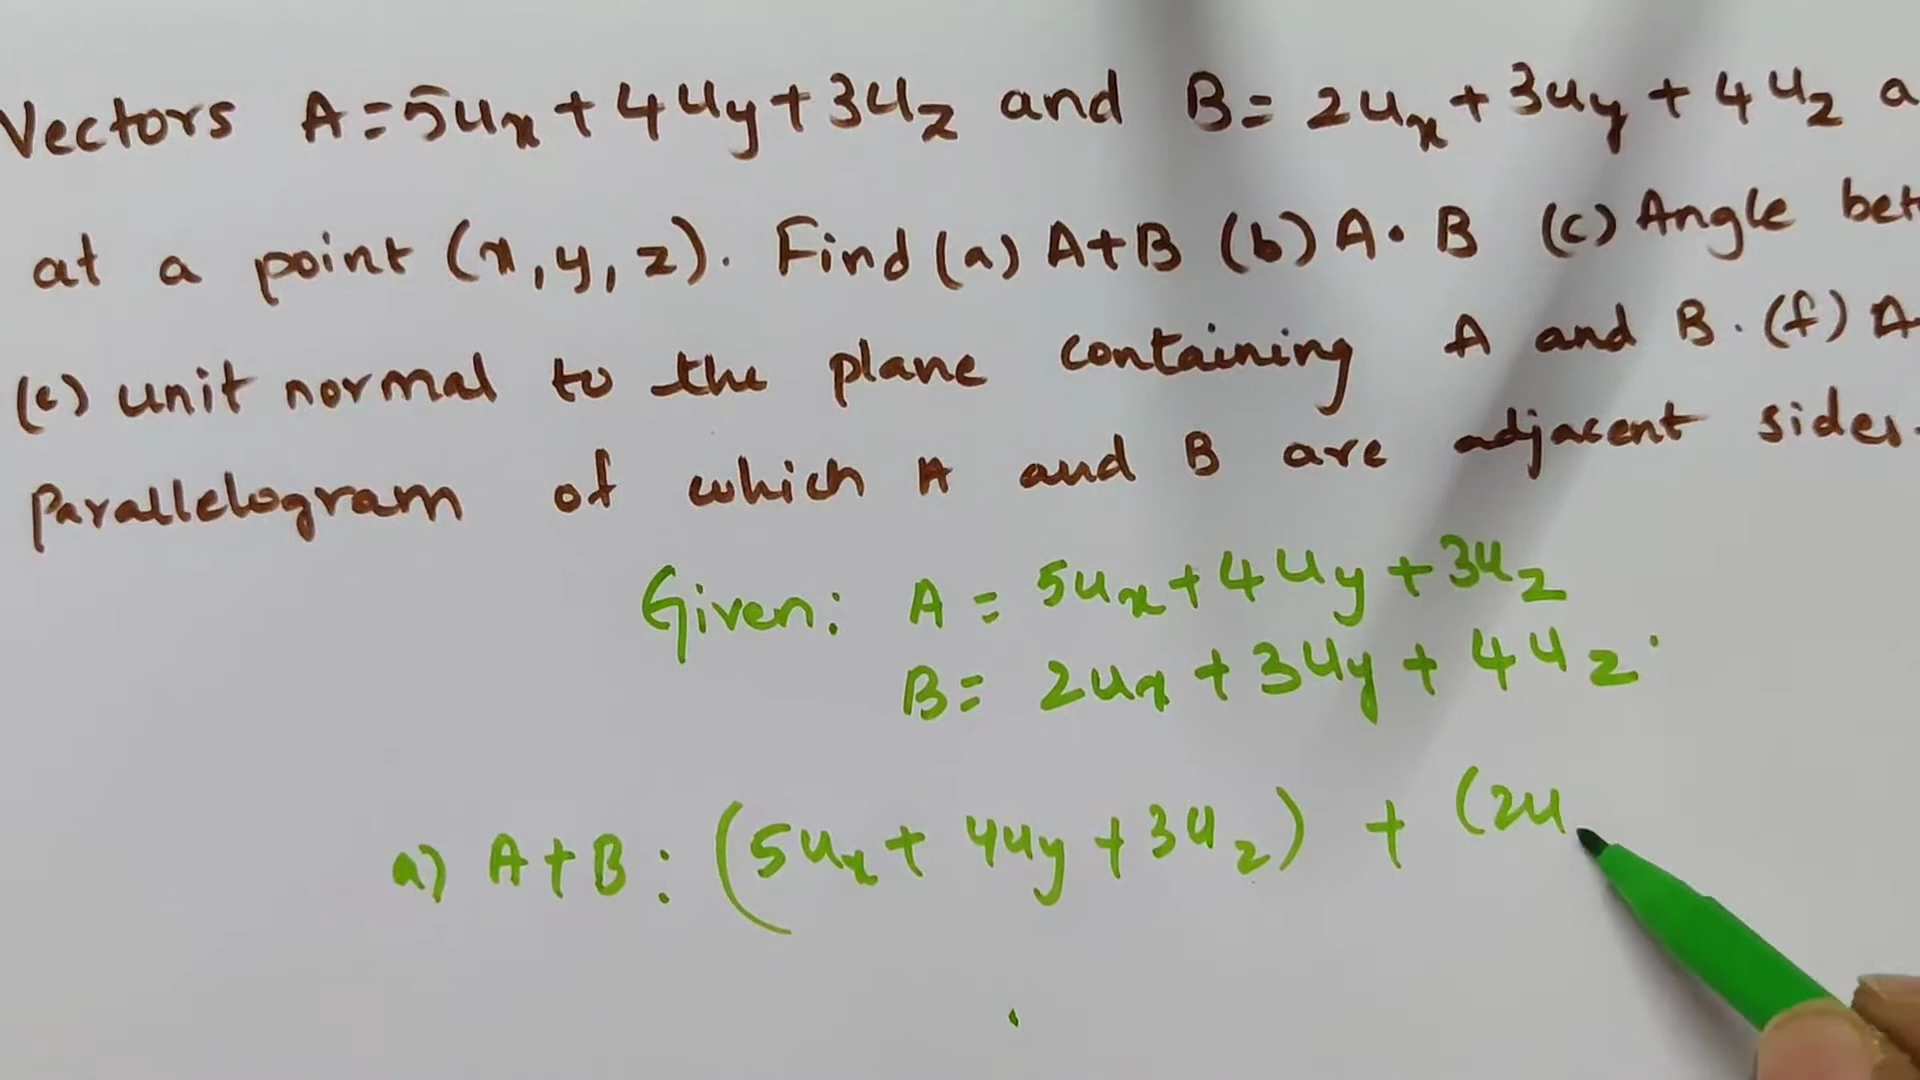 Vectors A=5ux+4uy+3uz and B=2ux+3uy+4uz a
at a point (x,y,z). Find (a) A+B (b) A·B (c) Angle bet
(e) unit normal to the plane containing A and B. (f) A
parallelogram of which A and B are adjacent sides.
Given: A = 5ux+4uy+3uz
B= 2ux+3uy+4uz.
a) A+B: (5ux+4uy+3uz) + (2u